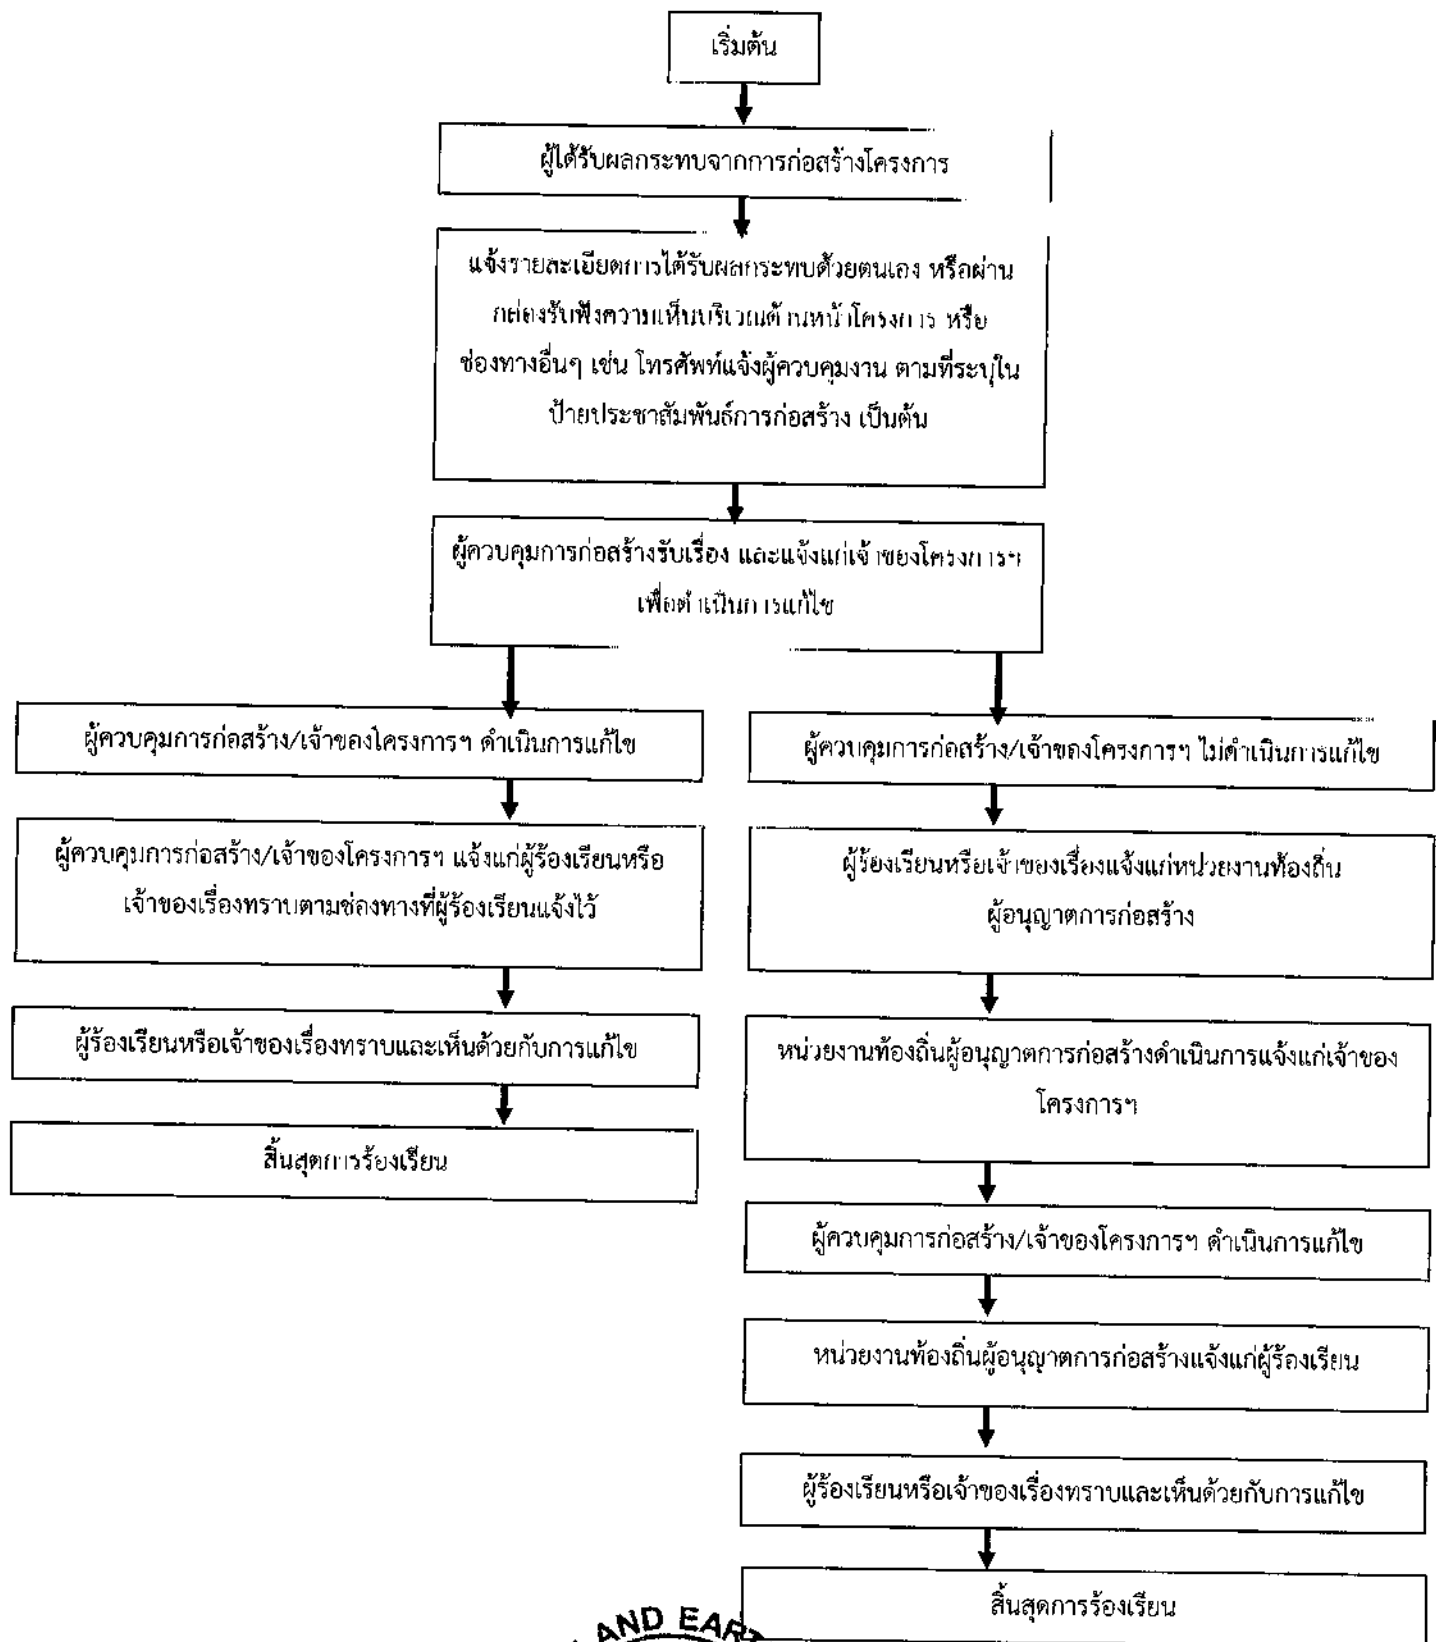 เริ่มต้น
ผู้ได้รับผลกระทบจากการก่อสร้างโครงการ
แจ้งรายละเอียดการได้รับผลกระทบด้วยตนเอง หรือผ่าน
กล่องรับฟังความเห็นบริเวณด้านหน้าโครงการ หรือ
ช่องทางอื่นๆ เช่น โทรศัพท์แจ้งผู้ควบคุมงาน ตามที่ระบุใน
ป้ายประชาสัมพันธ์การก่อสร้าง เป็นต้น
ผู้ควบคุมการก่อสร้างรับเรื่อง และแจ้งแก่เจ้าของโครงการฯ
เพื่อดำเนินการแก้ไข
ผู้ควบคุมการก่อสร้าง/เจ้าของโครงการฯ ดำเนินการแก้ไข
ผู้ควบคุมการก่อสร้าง/เจ้าของโครงการฯ แจ้งแก่ผู้ร้องเรียนหรือ
เจ้าของเรื่องทราบตามช่องทางที่ผู้ร้องเรียนแจ้งไว้
ผู้ร้องเรียนหรือเจ้าของเรื่องทราบและเห็นด้วยกับการแก้ไข
สิ้นสุดการร้องเรียน
ผู้ควบคุมการก่อสร้าง/เจ้าของโครงการฯ ไม่ดำเนินการแก้ไข
ผู้ร้องเรียนหรือเจ้าของเรื่องแจ้งแก่หน่วยงานท้องถิ่น
ผู้อนุญาตการก่อสร้าง
หน่วยงานท้องถิ่นผู้อนุญาตการก่อสร้างดำเนินการแจ้งแก่เจ้าของ
โครงการฯ
ผู้ควบคุมการก่อสร้าง/เจ้าของโครงการฯ ดำเนินการแก้ไข
หน่วยงานท้องถิ่นผู้อนุญาตการก่อสร้างแจ้งแก่ผู้ร้องเรียน
ผู้ร้องเรียนหรือเจ้าของเรื่องทราบและเห็นด้วยกับการแก้ไข
สิ้นสุดการร้องเรียน
AND